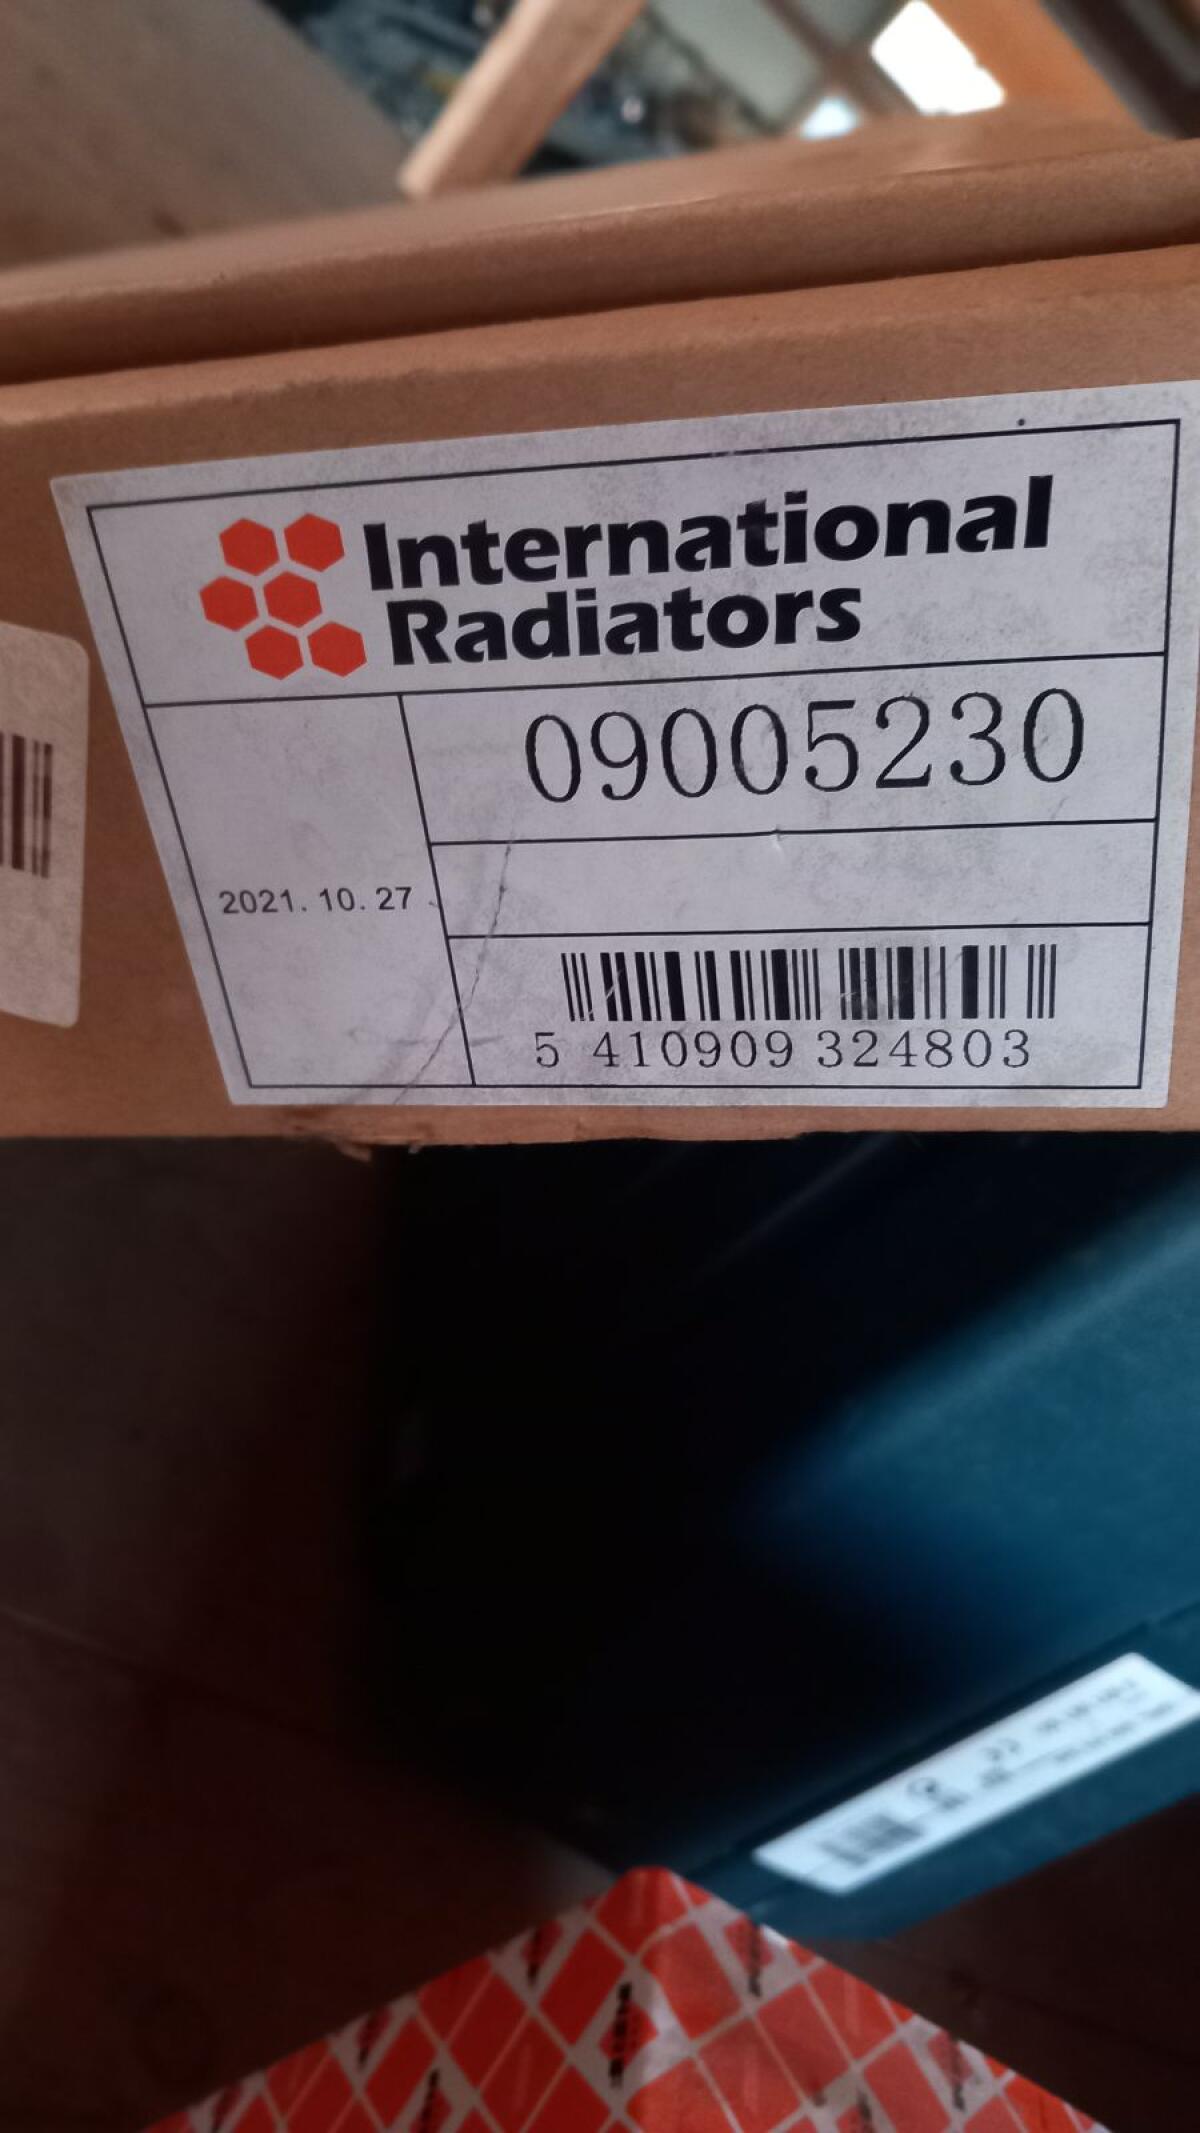 International
Radiators
09005230
2021.10.27
5 410909 324803